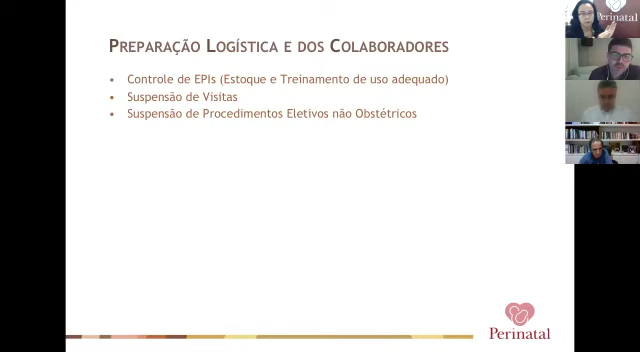 PREPARAÇÃO LOGÍSTICA E DOS COLABORADORES
• Controle de EPIs (Estoque e Treinamento de uso adequado)
• Suspensão de Visitas
• Suspensão de Procedimentos Eletivos não Obstétricos
Perinatal
Perinatal